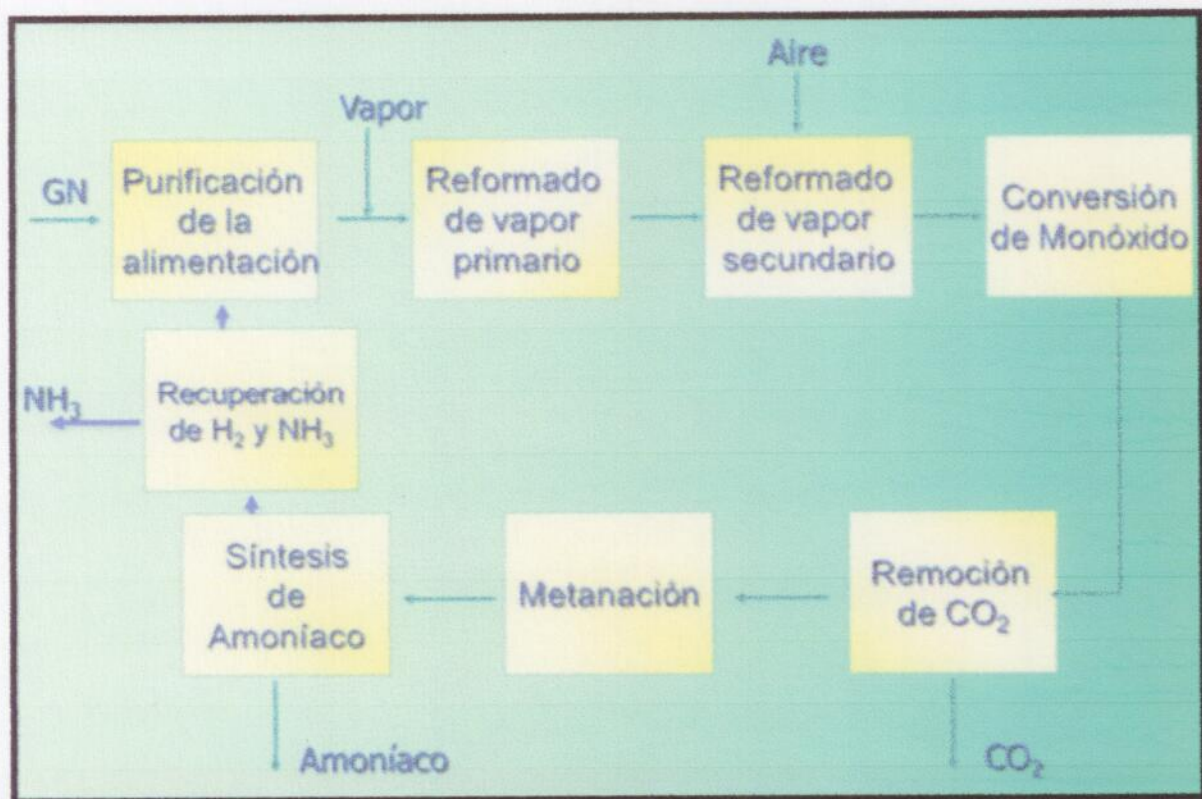 Aire
Vapor
GN
Purificación
de la
alimentación
Reformado
de vapor
primario
Reformado
de vapor
secundario
Conversión
de Monóxido
NH₃
Recuperación
de H₂ y NH₃
Síntesis
de
Amoníaco
Metanación
Remoción
de CO₂
Amoníaco
CO₂